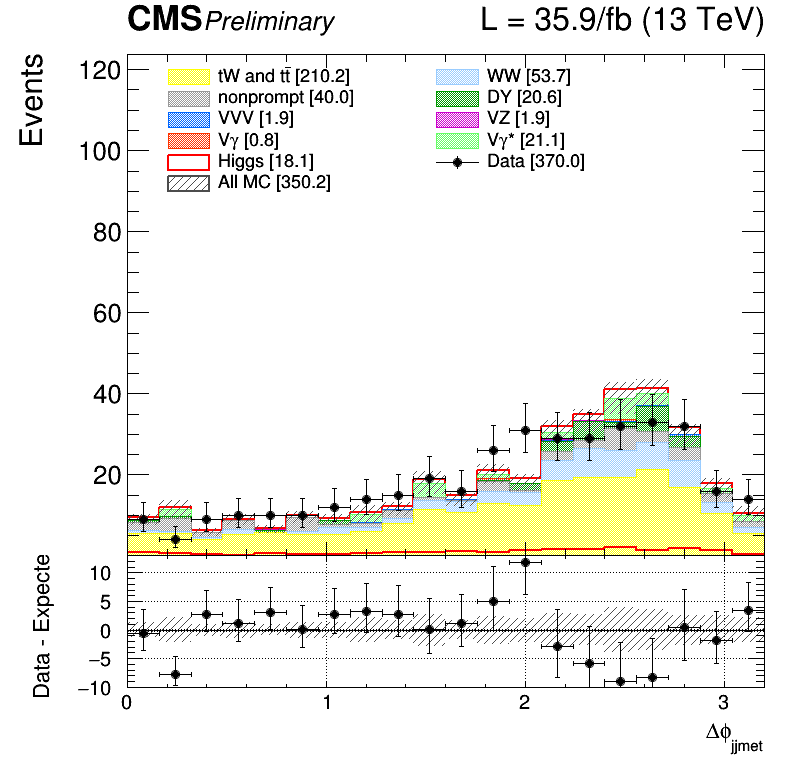 CMS Preliminary L = 35.9/fb (13 TeV)
Events
120
100
80
60
40
20
tW and tt̄ [210.2] WW [53.7]
nonprompt [40.0] DY [20.6]
VVV [1.9] VZ [1.9]
Vγ [0.8] Vγ* [21.1]
Higgs [18.1] Data [370.0]
All MC [350.2]
Data - Expecte
10
5
0
−5
−10
0 1 2 3
Δϕjjmet